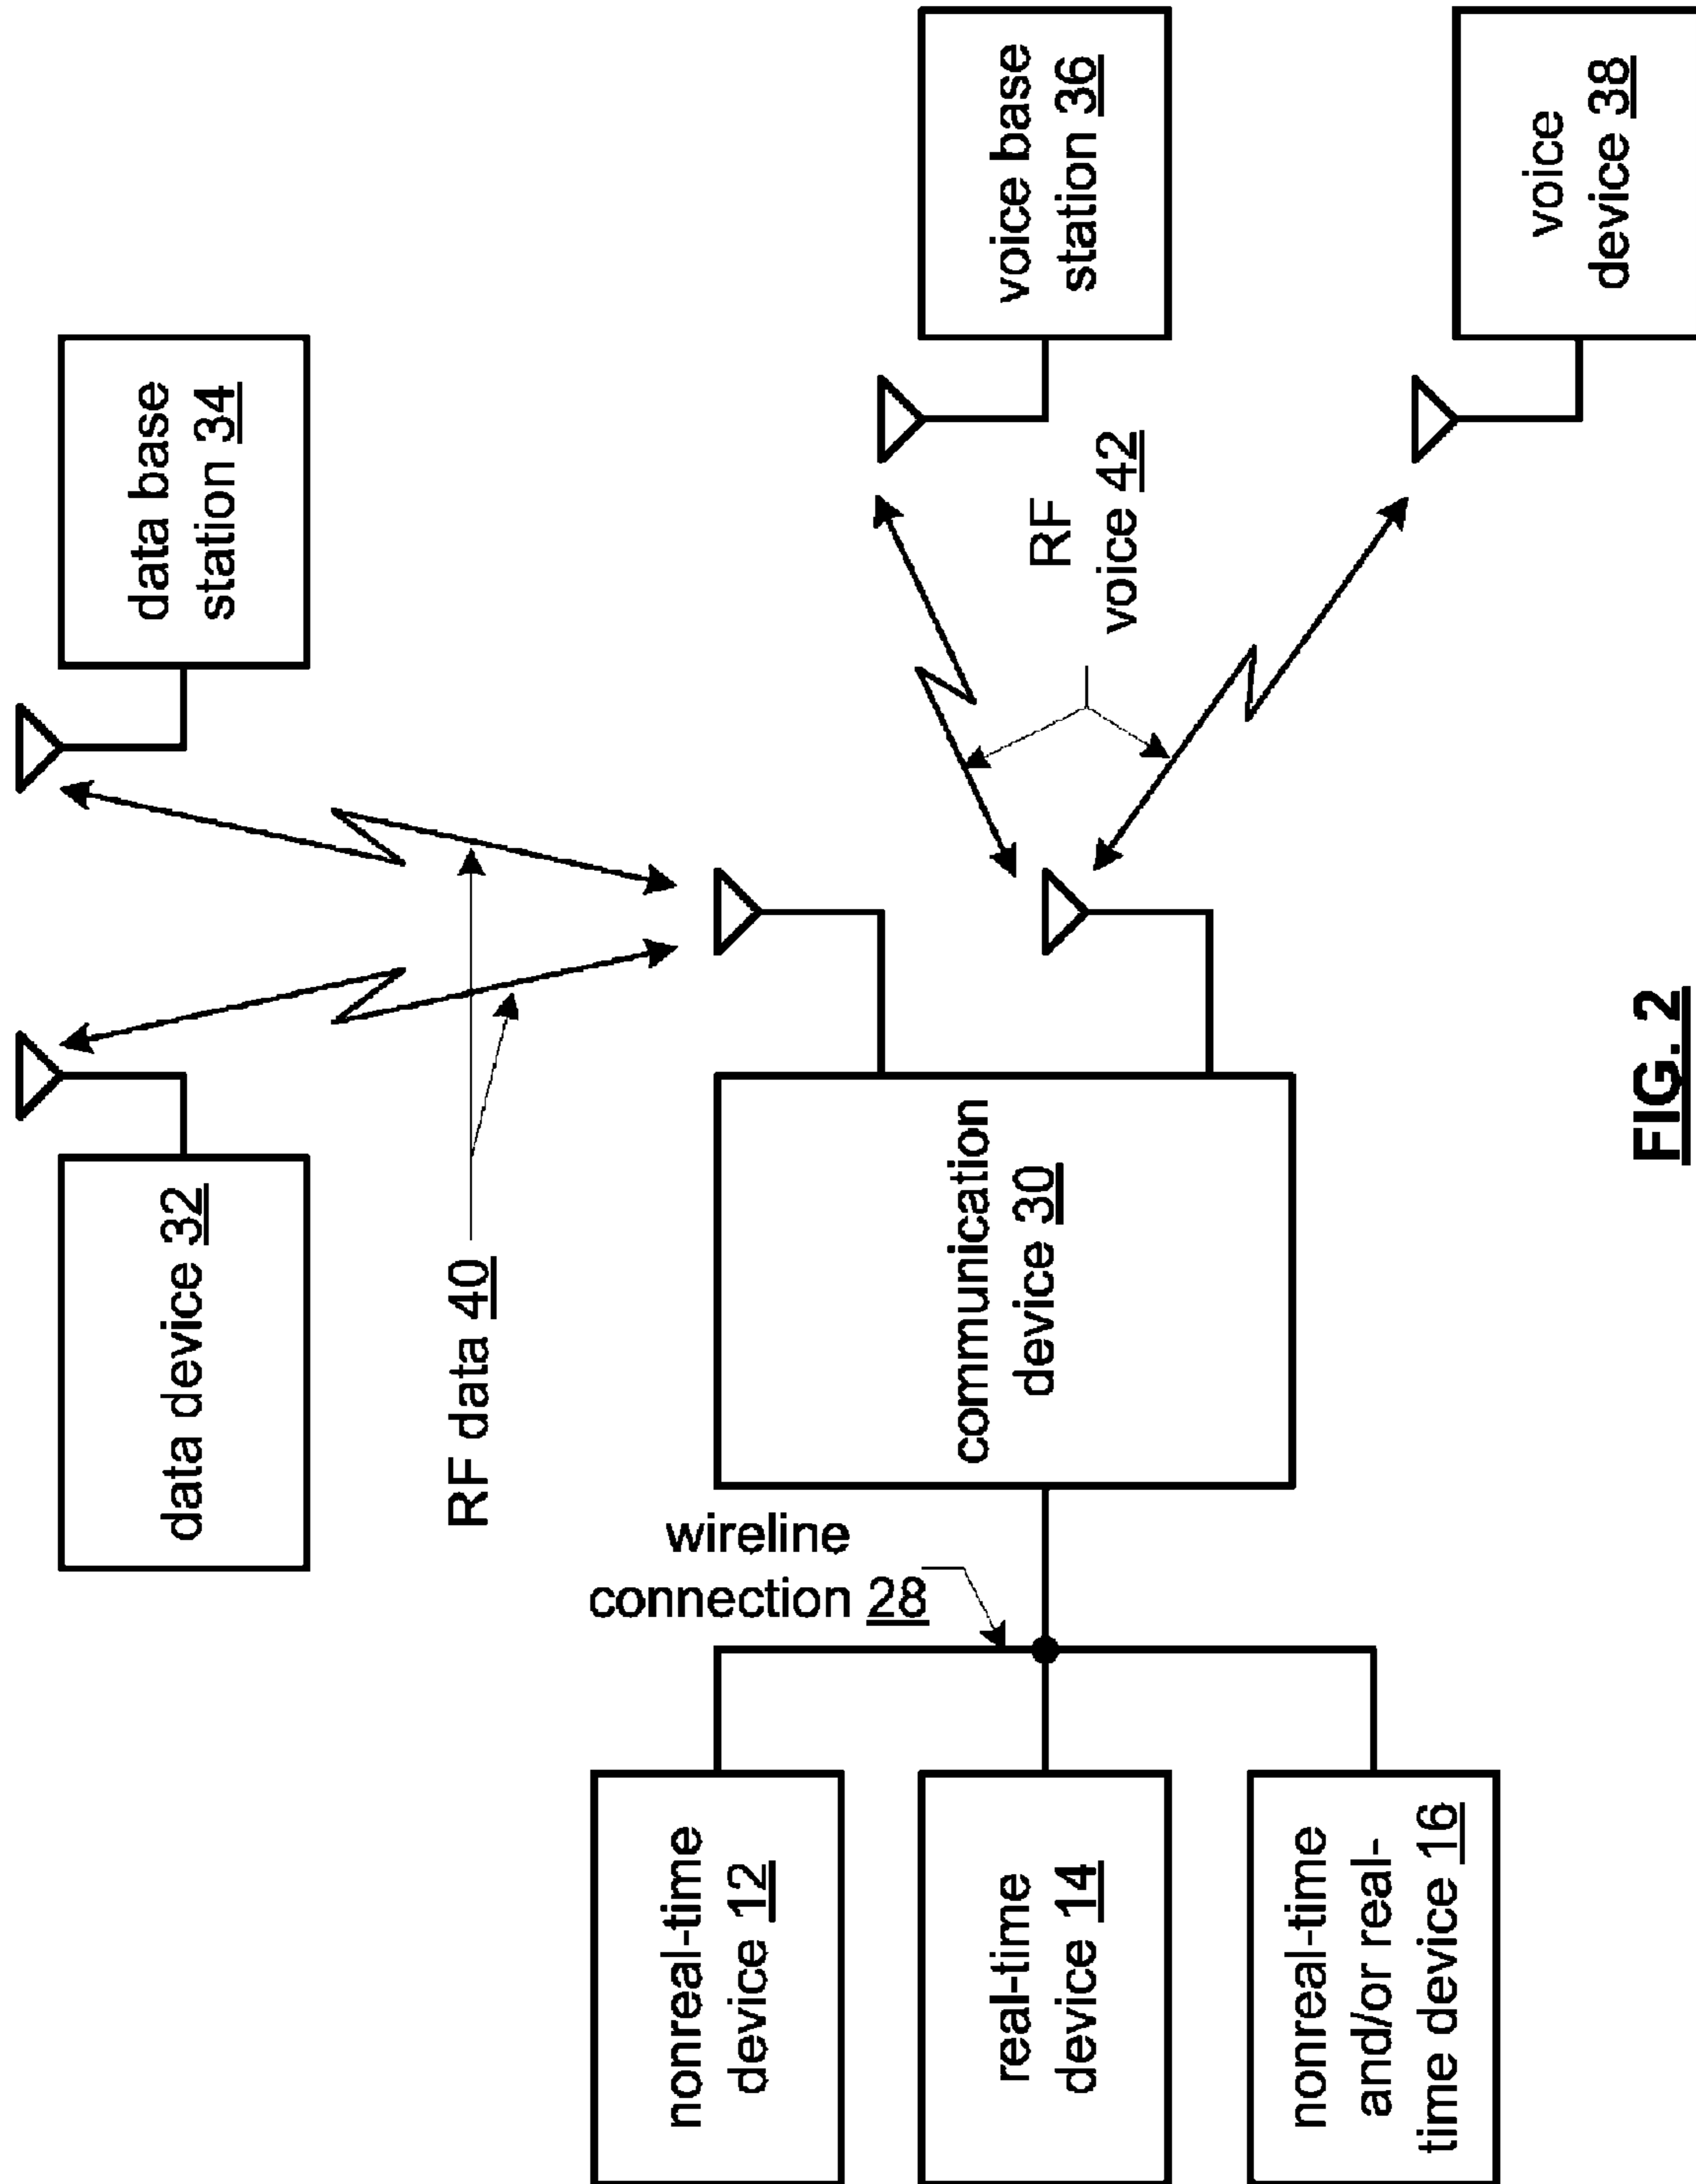 data device 32
data base
station 34
RF data 40
wireline
connection 28
nonreal-time
device 12
real-time
device 14
nonreal-time
and/or real-
time device 16
communication
device 30
RF
voice 42
voice base
station 36
voice
device 38
FIG. 2